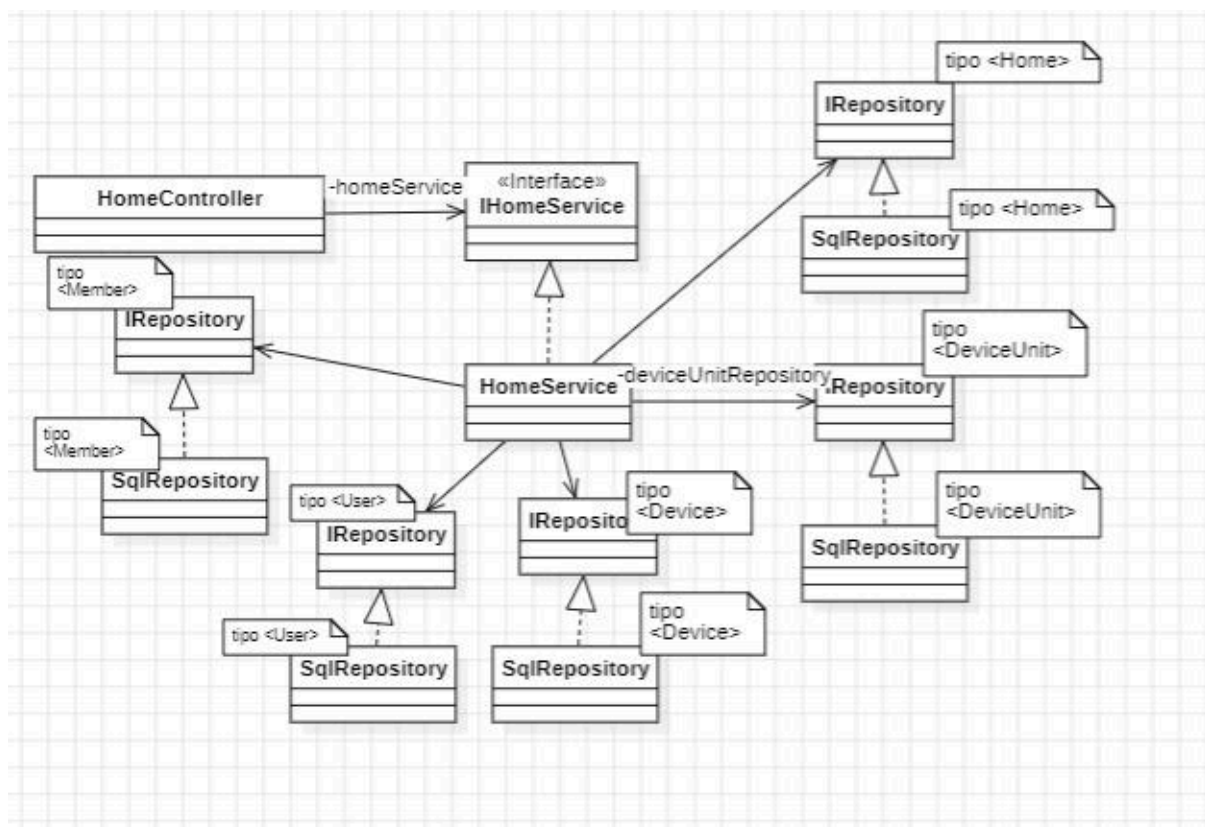 tipo <Home>
IRepository
-homeService
«Interface»
IHomeService
HomeController
tipo <Home>
SqlRepository
tipo
<Member>
IRepository
tipo
<DeviceUnit>
HomeService
-deviceUnitRepository
Repository
tipo
<Member>
SqlRepository
tipo <User>
IRepository
tipo
<Device>
IReposito
tipo
<DeviceUnit>
SqlRepository
tipo <User>
SqlRepository
tipo
<Device>
SqlRepository